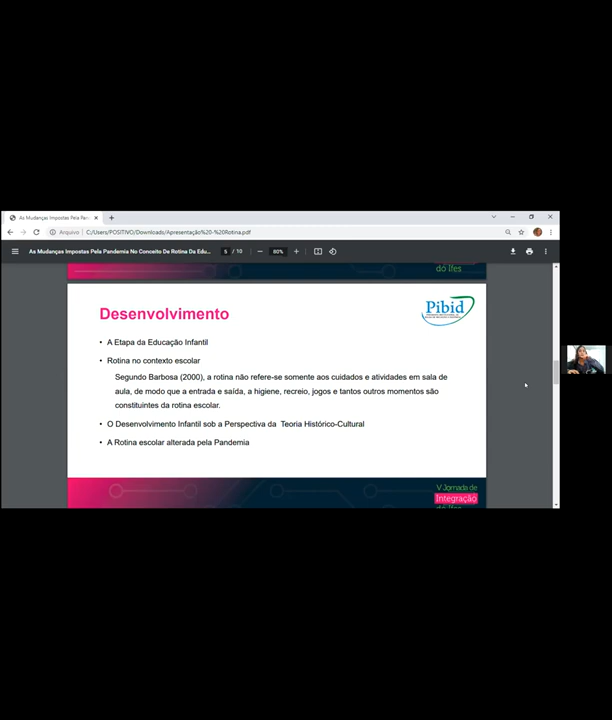 As Mudanças Impostas Pela Pan
Arquivo
C:/Users/POSITIVO/Downloads/Apresentação%20-%20Rotina.pdf
As Mudanças Impostas Pela Pandemia No Conceito De Rotina Da Edu...
5 / 10
80%
do Ifes
Desenvolvimento
Pibid
• A Etapa da Educação Infantil
• Rotina no contexto escolar
Segundo Barbosa (2000), a rotina não refere-se somente aos cuidados e atividades em sala de
aula, de modo que a entrada e saída, a higiene, recreio, jogos e tantos outros momentos são
constituintes da rotina escolar.
• O Desenvolvimento Infantil sob a Perspectiva da Teoria Histórico-Cultural
• A Rotina escolar alterada pela Pandemia
V Jornada de
Integração
do Ifes